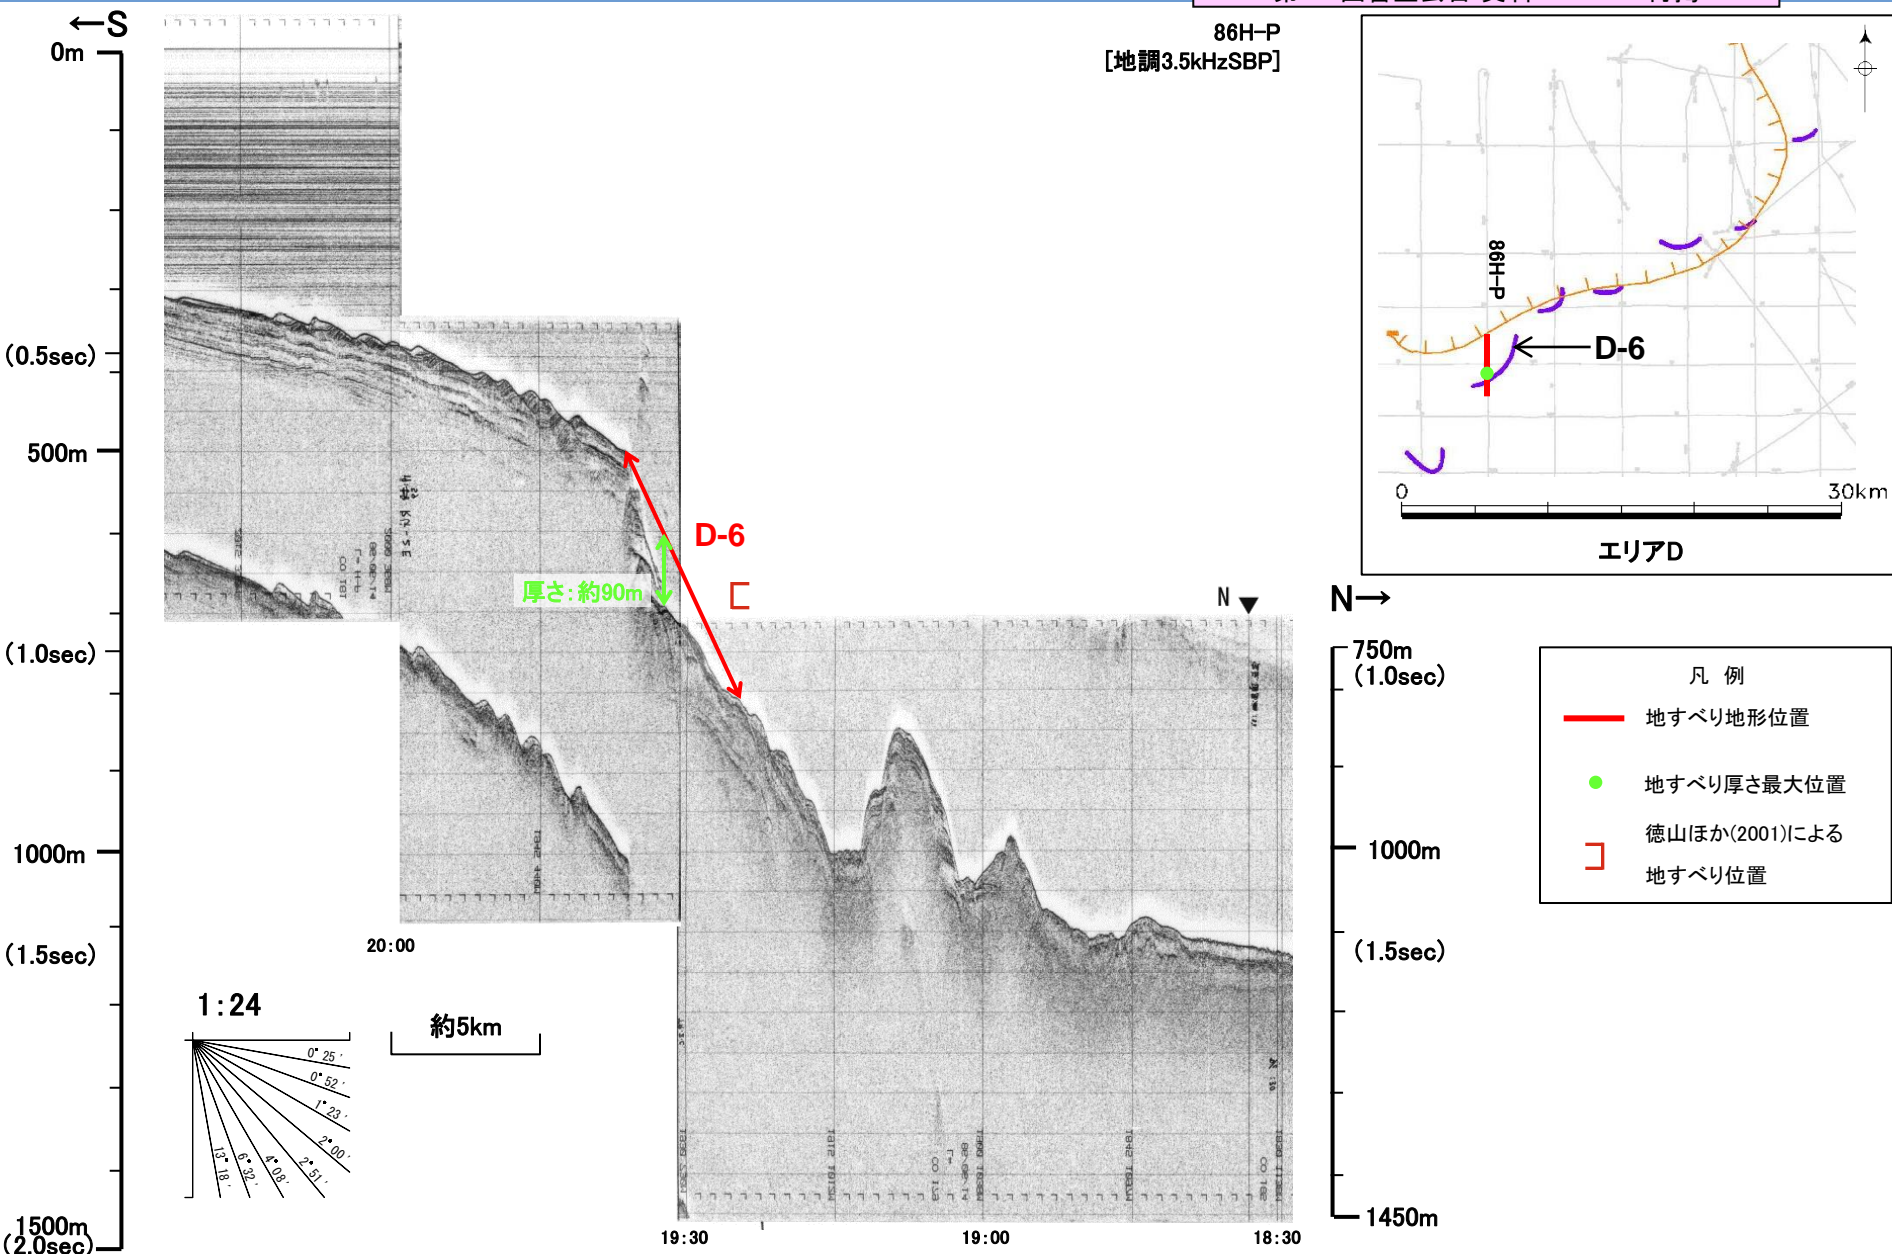 ←S
86H-P
[地調3.5kHzSBP]
0m
(0.5sec)
500m
(1.0sec)
1000m
(1.5sec)
1500m
(2.0sec)
D-6
厚さ：約90m
N
N→
750m
(1.0sec)
1000m
(1.5sec)
1450m
20:00
19:30
19:00
18:30
1:24
0°25′
0°52′
1°23′
2°00′
2°51′
4°08′
6°32′
13°18′
約5km
86H-P
D-6
0
30km
エリアD
凡 例
地すべり地形位置
地すべり厚さ最大位置
徳山ほか(2001)による
地すべり位置